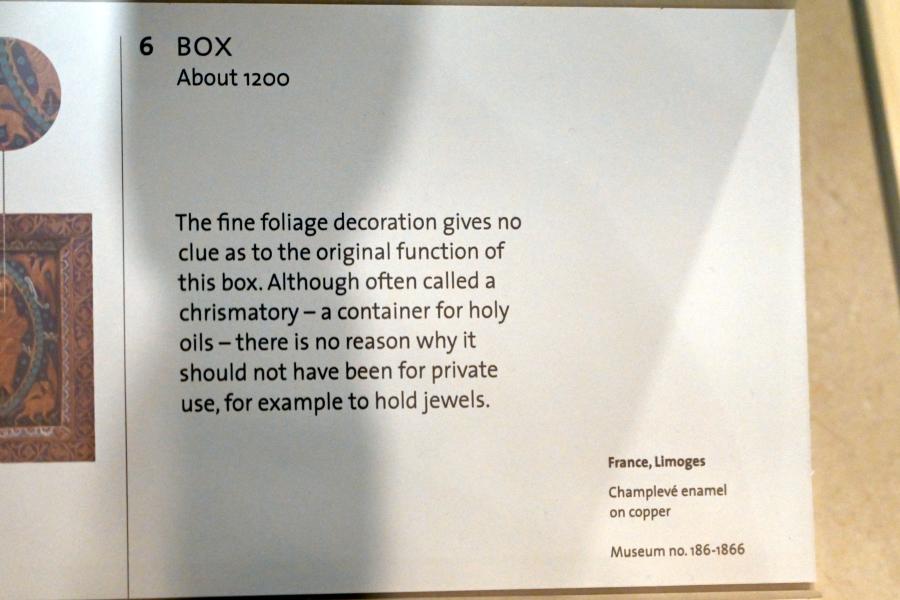 6 BOX
About 1200
The fine foliage decoration gives no
clue as to the original function of
this box. Although often called a
chrismatory – a container for holy
oils – there is no reason why it
should not have been for private
use, for example to hold jewels.
France, Limoges
Champlevé enamel
on copper
Museum no. 186-1866